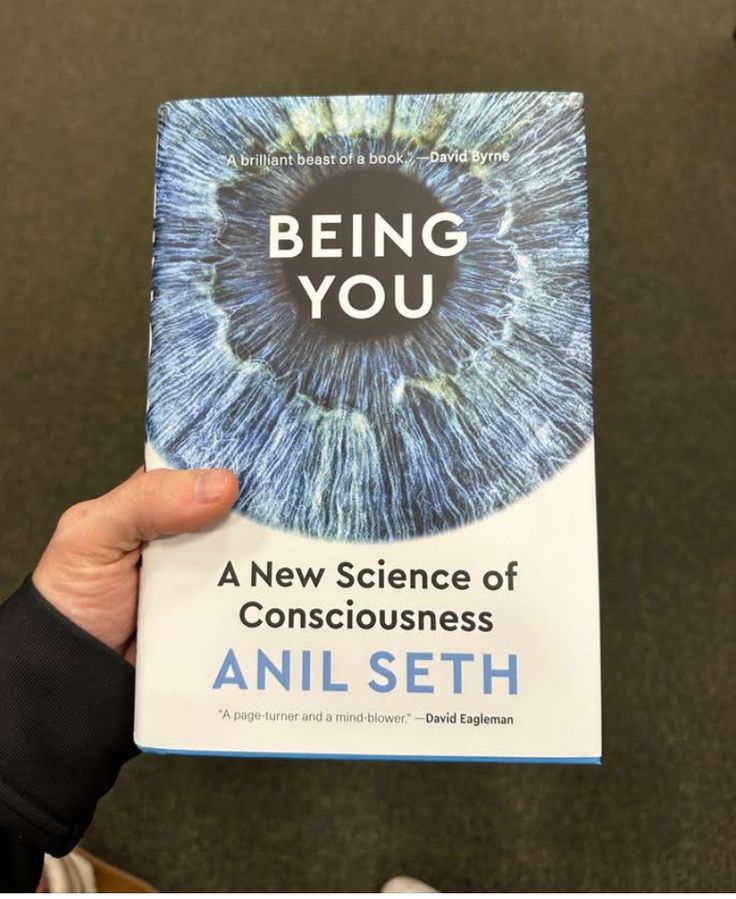 "A brilliant beast of a book." —David Byrne
BEING
YOU
A New Science of
Consciousness
ANIL SETH
"A page-turner and a mind-blower." —David Eagleman